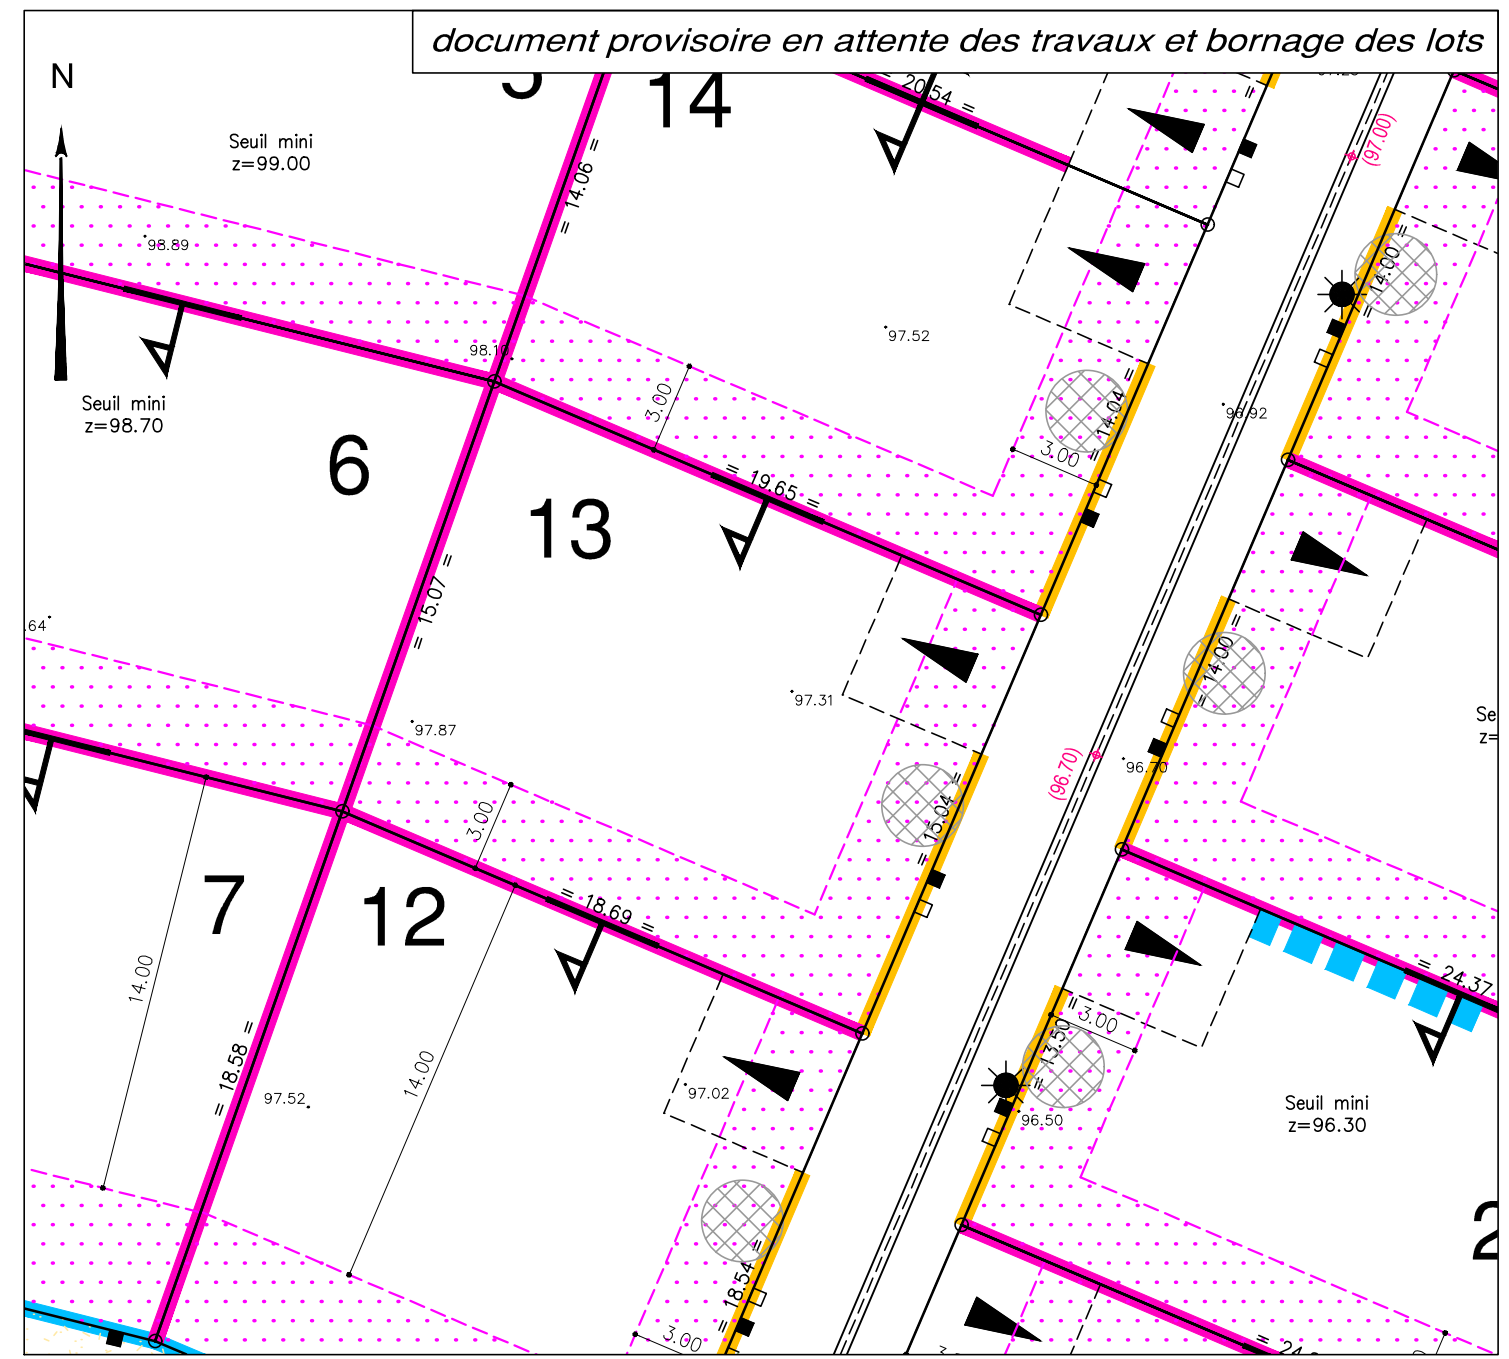 document provisoire en attente des travaux et bornage des lots
N
14
= 20.54 =
(97.00)
Seuil mini
z=99.00
= 14.06 =
98.89
= 14.00 =
97.52
98.19
3.00
= 14.04 =
96.92
Seuil mini
z=98.70
6
3.00
= 19.65 =
13
= 15.07 =
.64
= 14.00 =
97.31
97.87
(96.70)
96.70
3.00
= 15.04 =
7
12
= 18.69 =
14.00
= 24.37
3.00
= 13.50 =
= 18.58 =
14.00
97.52
97.02
96.50
Seuil mini
z=96.30
2
= 18.54 =
3.00